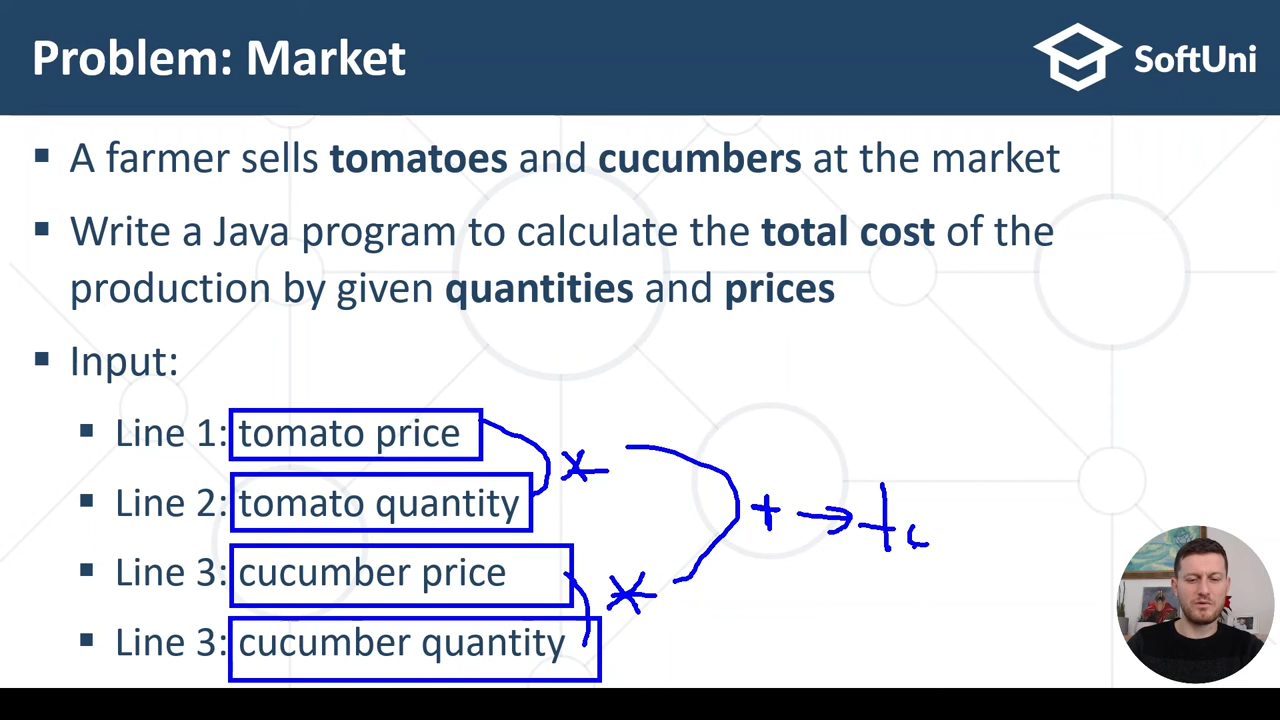 Problem: Market
SoftUni
▪ A farmer sells tomatoes and cucumbers at the market
▪ Write a Java program to calculate the total cost of the
production by given quantities and prices
▪ Input:
▪ Line 1: tomato price
▪ Line 2: tomato quantity
*
+ → tc
▪ Line 3: cucumber price
*
▪ Line 3: cucumber quantity